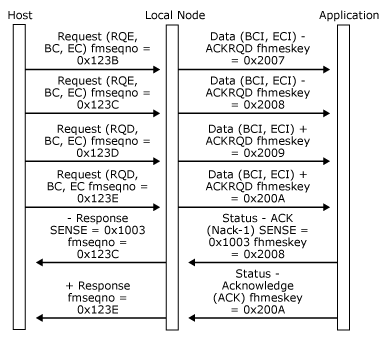 Host
Local Node
Application
Request (RQE,
BC, EC) fmseqno =
0x123B
Data (BCI, ECI) -
ACKRQD fhmeskey
= 0x2007
Request (RQE,
BC, EC) fmseqno =
0x123C
Data (BCI, ECI) -
ACKRQD fhmeskey
= 0x2008
Request (RQD,
BC, EC) fmseqno =
0x123D
Data (BCI, ECI) +
ACKRQD fhmeskey
= 0x2009
Request (RQD,
BC, EC fmseqno =
0x123E
Data (BCI, ECI) +
ACKRQD fhmeskey
= 0x200A
- Response
SENSE = 0x1003
fmseqno =
0x123C
Status - ACK
(Nack-1) SENSE =
0x1003 fhmeskey
= 0x2008
+ Response
fmseqno =
0x123E
Status -
Acknowledge
(ACK) fhmeskey
= 0x200A